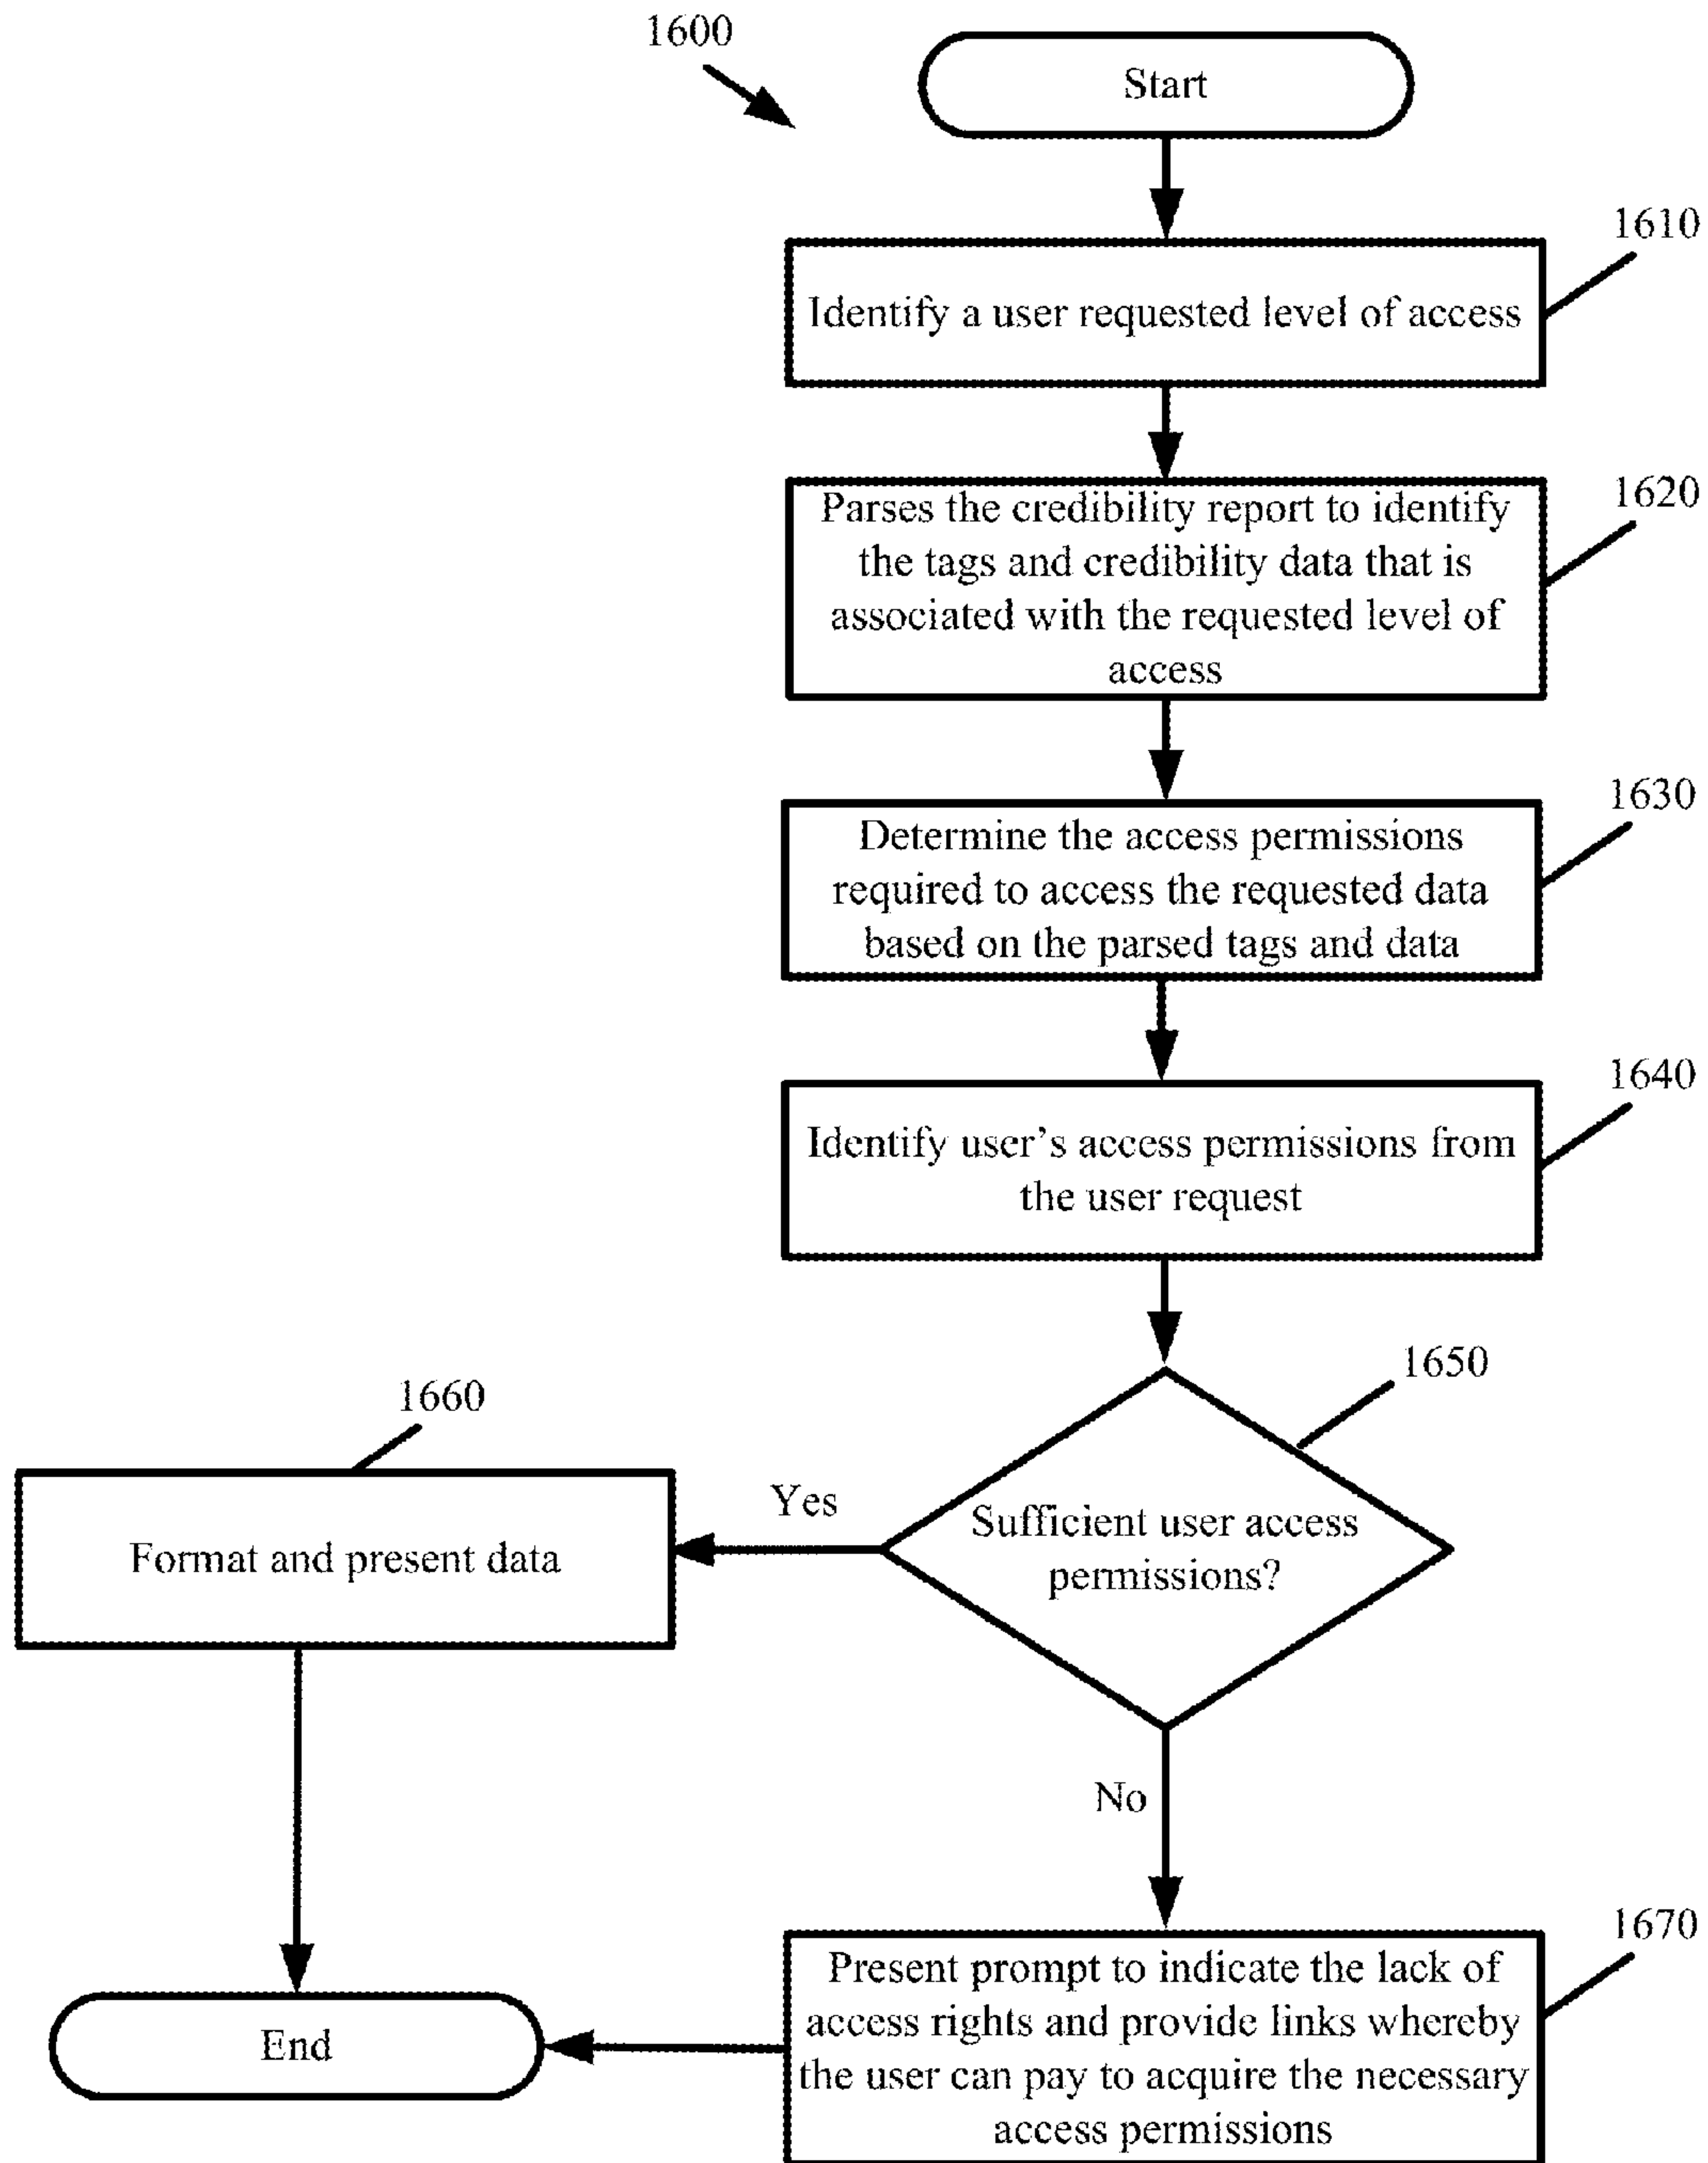 1600
Start
1610
Identify a user requested level of access
1620
Parses the credibility report to identify
the tags and credibility data that is
associated with the requested level of
access
1630
Determine the access permissions
required to access the requested data
based on the parsed tags and data
1640
Identify user's access permissions from
the user request
1650
Sufficient user access
permissions?
Yes
1660
Format and present data
No
1670
Present prompt to indicate the lack of
access rights and provide links whereby
the user can pay to acquire the necessary
access permissions
End